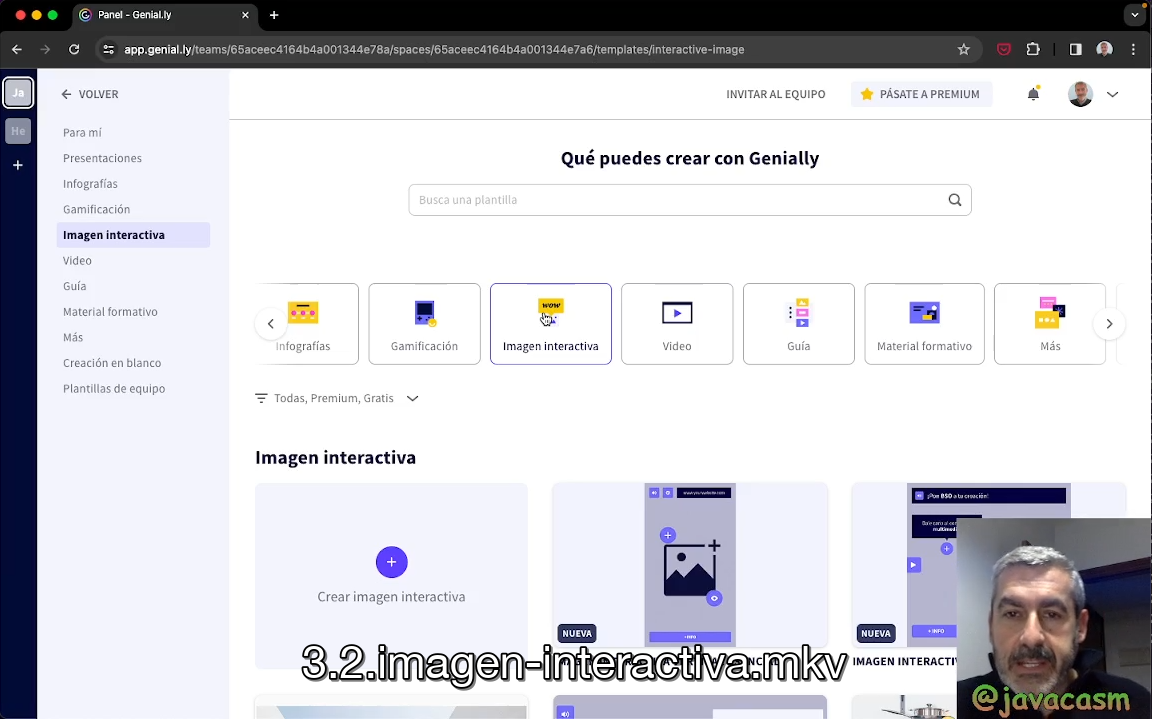 Panel - Genial.ly
app.genial.ly/teams/65aceec4164b4a001344e78a/spaces/65aceec4164b4a001344e7a6/templates/interactive-image
Ja
He
VOLVER
INVITAR AL EQUIPO
PÁSATE A PREMIUM
Para mí
Presentaciones
Infografías
Gamificación
Imagen interactiva
Video
Guía
Material formativo
Más
Creación en blanco
Plantillas de equipo
Qué puedes crear con Genially
Busca una plantilla
WOW
Infografías
Gamificación
Imagen interactiva
Video
Guía
Material formativo
Más
Todas, Premium, Gratis
Imagen interactiva
Crear imagen interactiva
+INFO
NUEVA
¡Pon BSO a tu creación!
+ INFO
NUEVA
IMAGEN INTERACTIV
3.2.imagen-interactiva.mkv
@javacasm